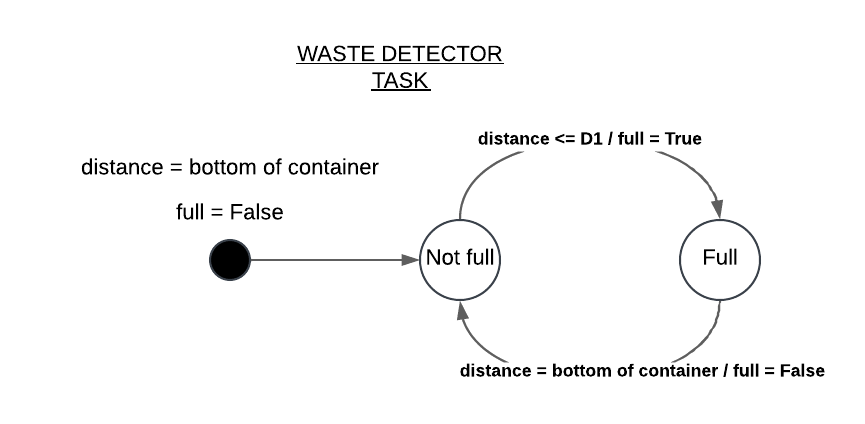 WASTE DETECTOR
TASK
distance <= D1 / full = True
distance = bottom of container
full = False
Not full
Full
distance = bottom of container / full = False